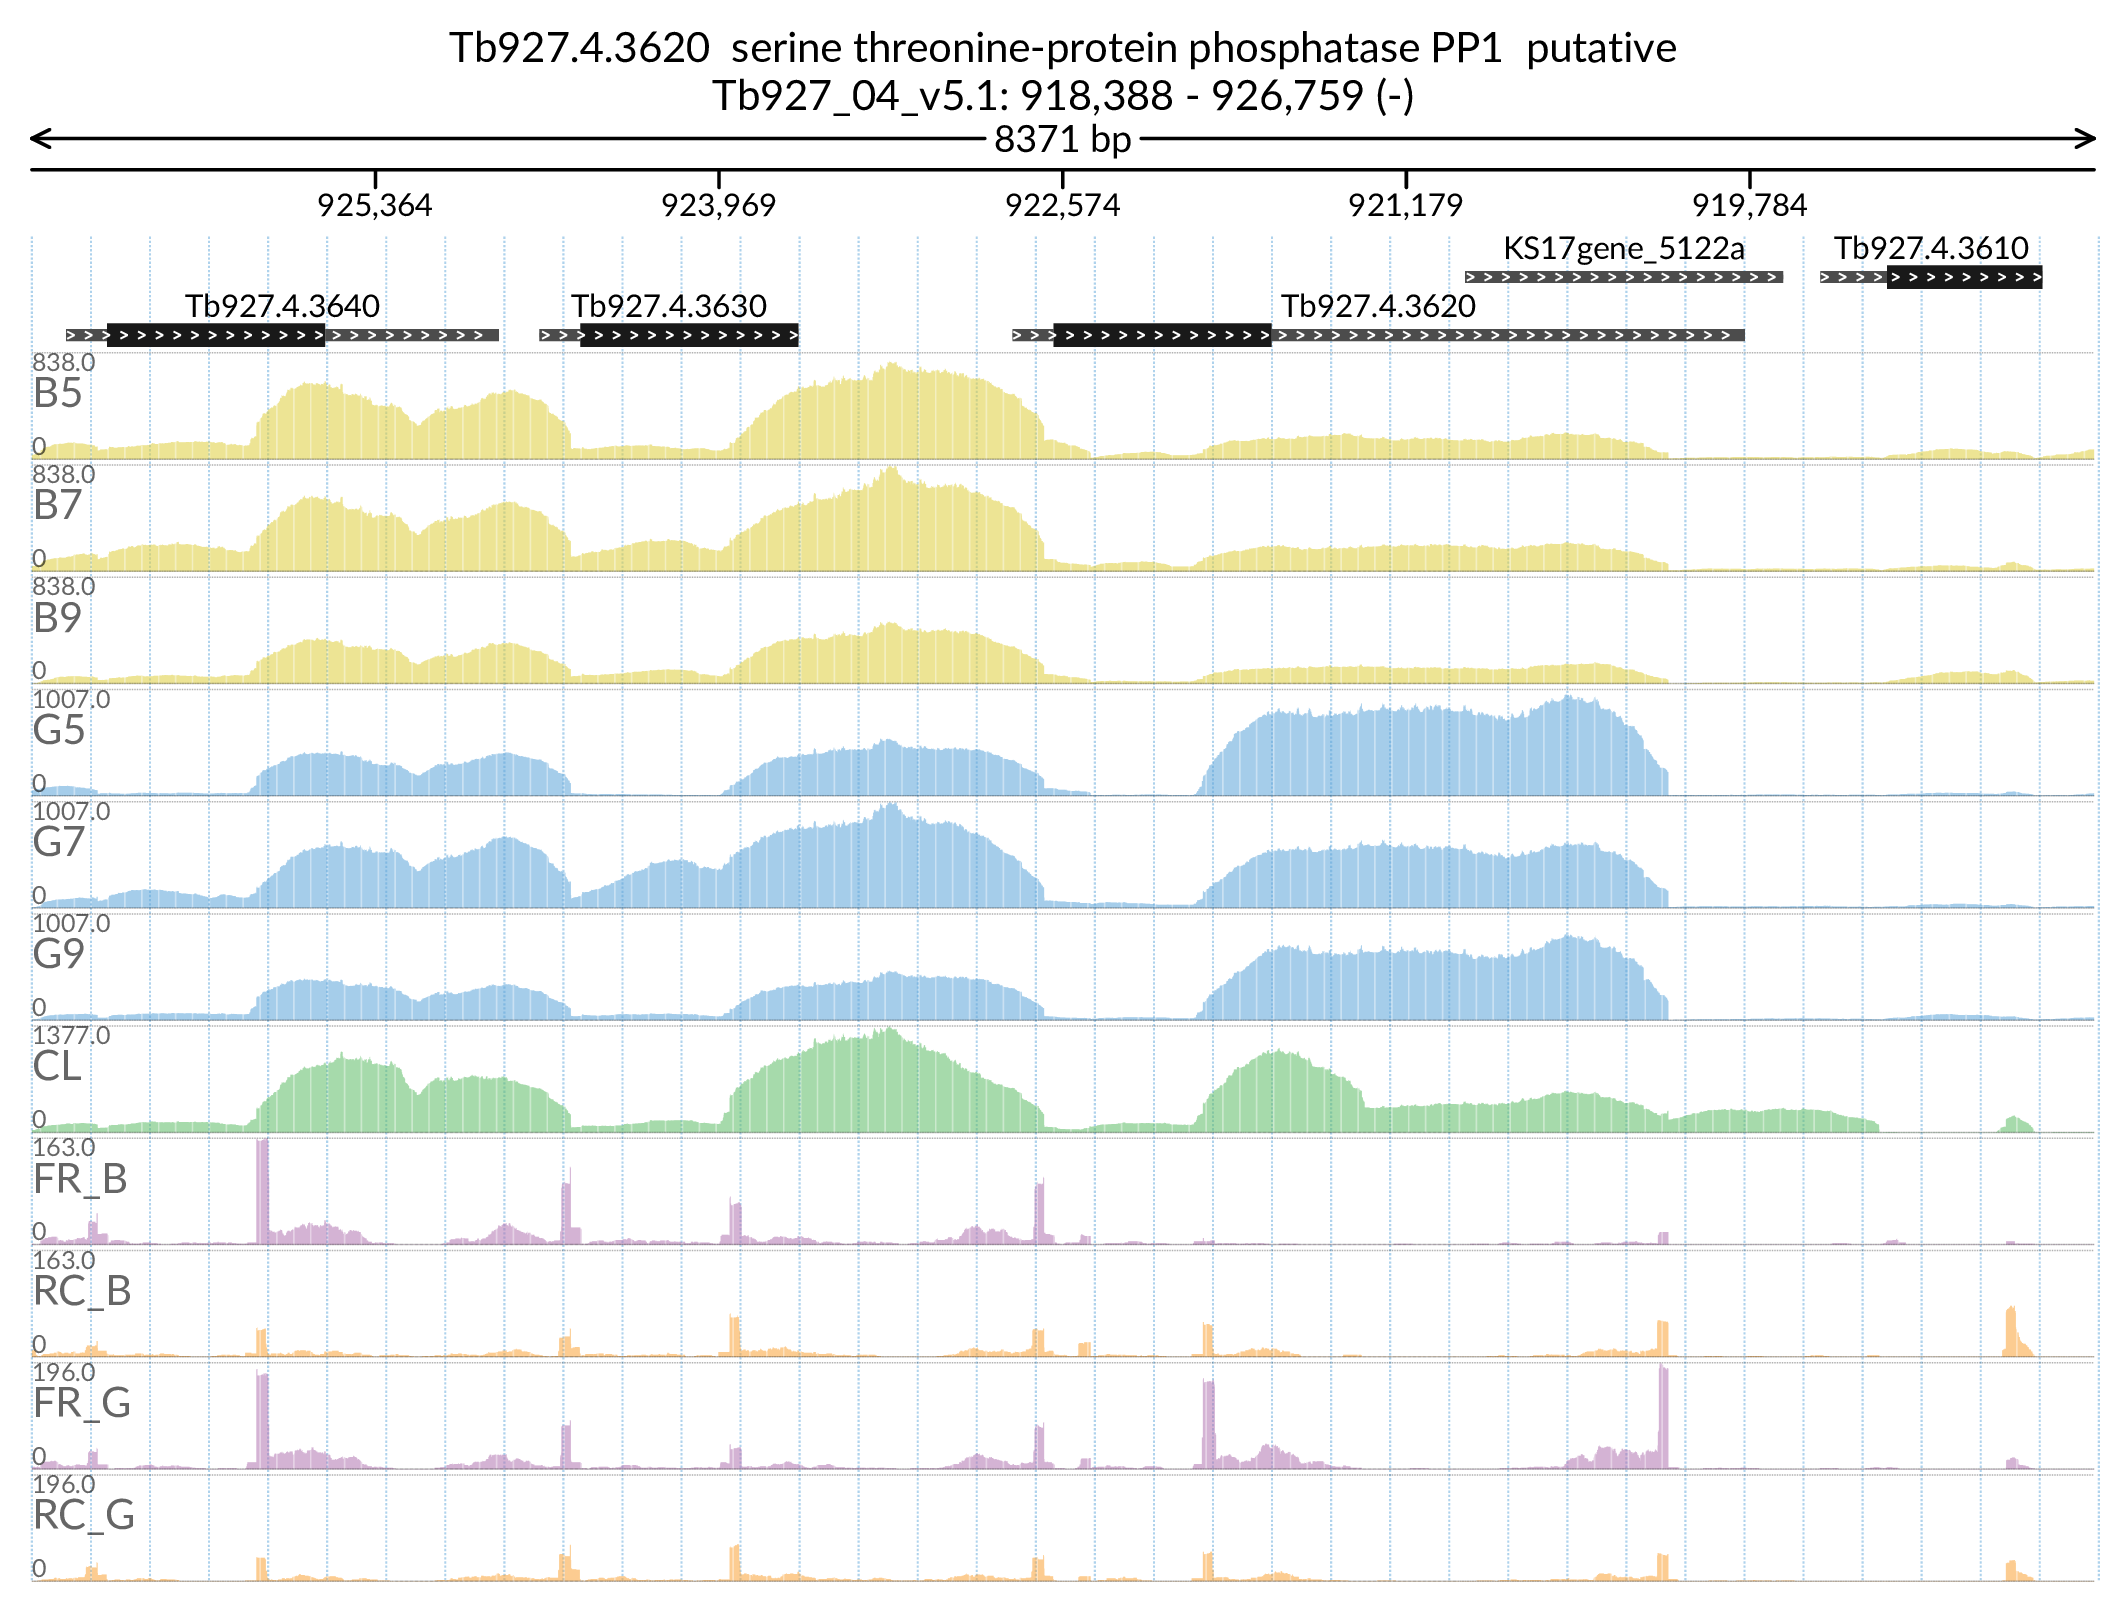 Tb927.4.3620 serine threonine-protein phosphatase PP1 putative
Tb927_04_v5.1: 918,388 - 926,759 (-)
8371 bp
925,364 923,969 922,574 921,179 919,784
KS17gene_5122a Tb927.4.3610
Tb927.4.3640 Tb927.4.3630 Tb927.4.3620
838.0
B5
0
838.0
B7
0
838.0
B9
0
1007.0
G5
0
1007.0
G7
0
1007.0
G9
0
1377.0
CL
0
163.0
FR_B
0
163.0
RC_B
0
196.0
FR_G
0
196.0
RC_G
0